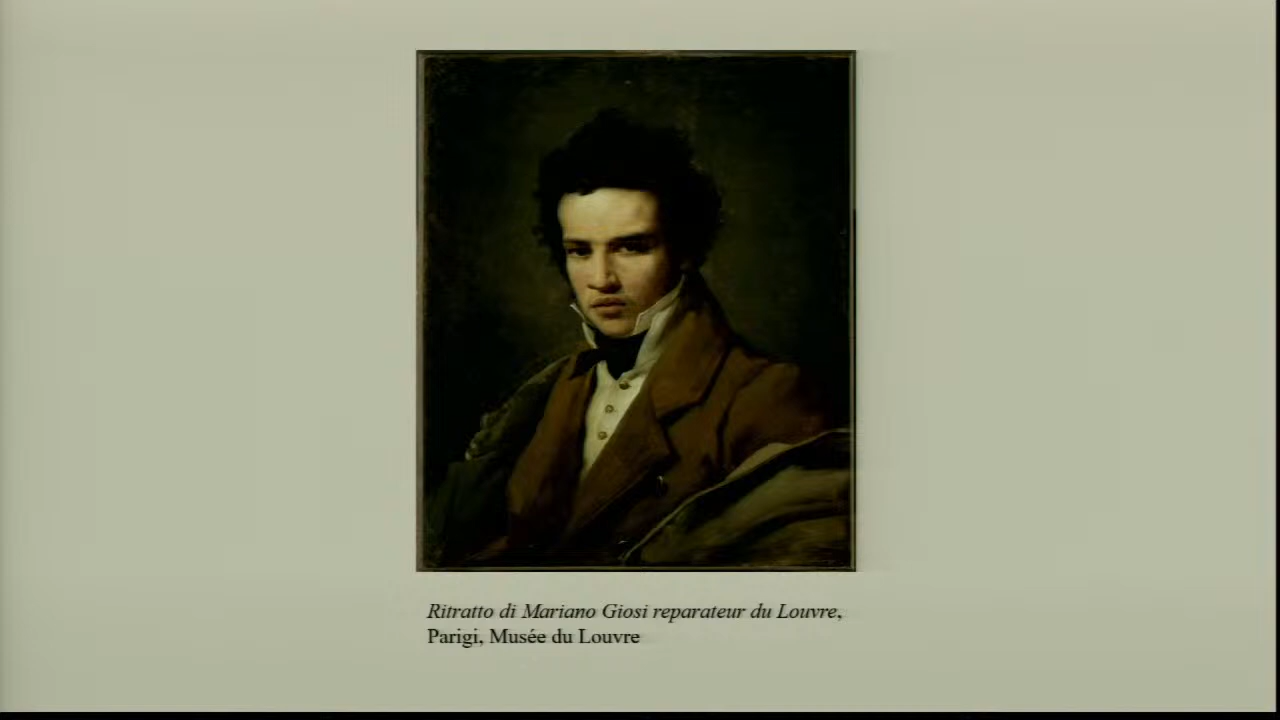 Ritratto di Mariano Giosi reparateur du Louvre,
Parigi, Musée du Louvre